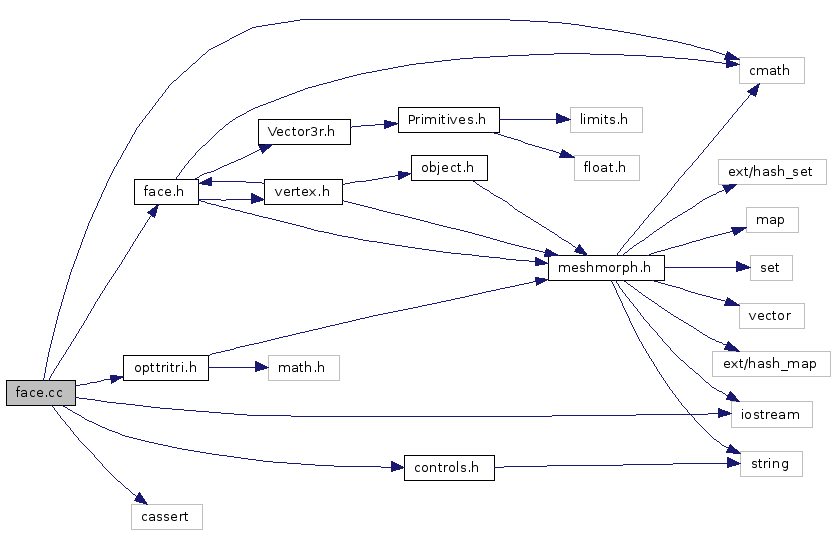 cmath
Primitives.h
limits.h
Vector3r.h
float.h
object.h
ext/hash_set
face.h
vertex.h
map
meshmorph.h
set
vector
opttritri.h
math.h
ext/hash_map
face.cc
iostream
controls.h
string
cassert